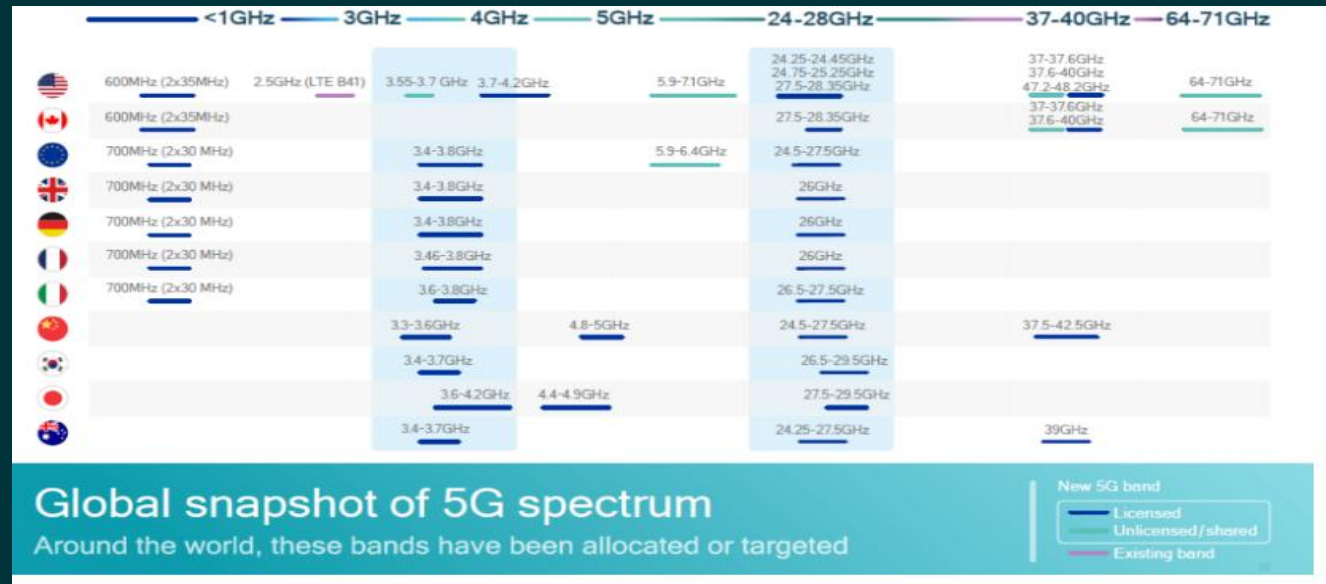 <1GHz 3GHz 4GHz 5GHz 24-28GHz 37-40GHz 64-71GHz
24.25-24.45GHz 37-37.6GHz
24.75-25.25GHz 37.6-40GHz
600MHz (2x35MHz) 2.5GHz (LTE B41) 3.55-3.7 GHz 3.7-4.2GHz 5.9-7.1GHz 27.5-28.35GHz 47.2-48.2GHz 64-71GHz
37-37.6GHz
600MHz (2x35MHz) 27.5-28.35GHz 37.6-40GHz 64-71GHz
700MHz (2x30 MHz) 3.4-3.8GHz 5.9-6.4GHz 24.5-27.5GHz
700MHz (2x30 MHz) 3.4-3.8GHz 26GHz
700MHz (2x30 MHz) 3.4-3.8GHz 26GHz
700MHz (2x30 MHz) 3.46-3.8GHz 26GHz
700MHz (2x30 MHz) 3.6-3.8GHz 26.5-27.5GHz
3.3-3.6GHz 4.8-5GHz 24.5-27.5GHz 37.5-42.5GHz
3.4-3.7GHz 26.5-29.5GHz
3.6-4.2GHz 4.4-4.9GHz 27.5-29.5GHz
3.4-3.7GHz 24.25-27.5GHz 39GHz
Global snapshot of 5G spectrum
Around the world, these bands have been allocated or targeted
New 5G band
Licensed
Unlicensed/shared
Existing band